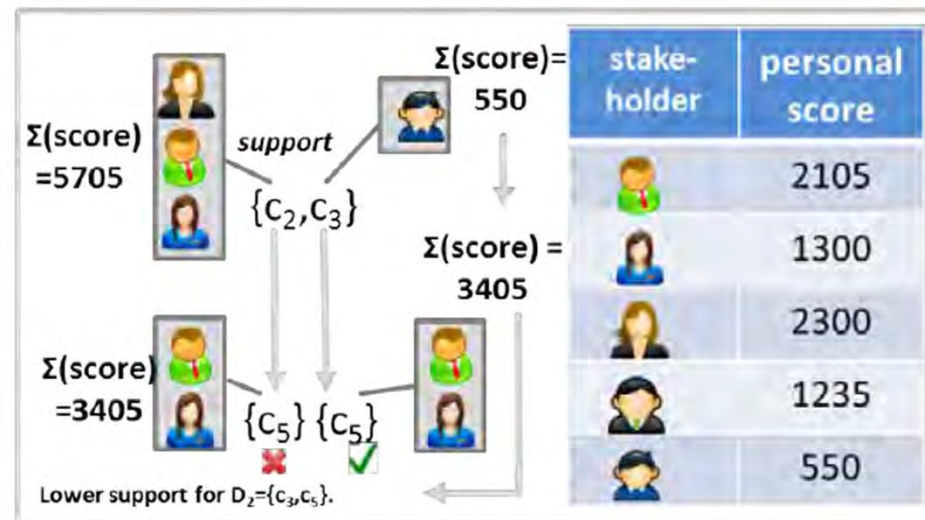 Σ(score)
=5705
support
{c₂,c₃}
Σ(score)=
550
Σ(score) =
3405
Σ(score)
=3405
{c₅} {c₅}
Lower support for D₂={c₃,c₅}.
stake-
holder
personal
score
2105
1300
2300
1235
550